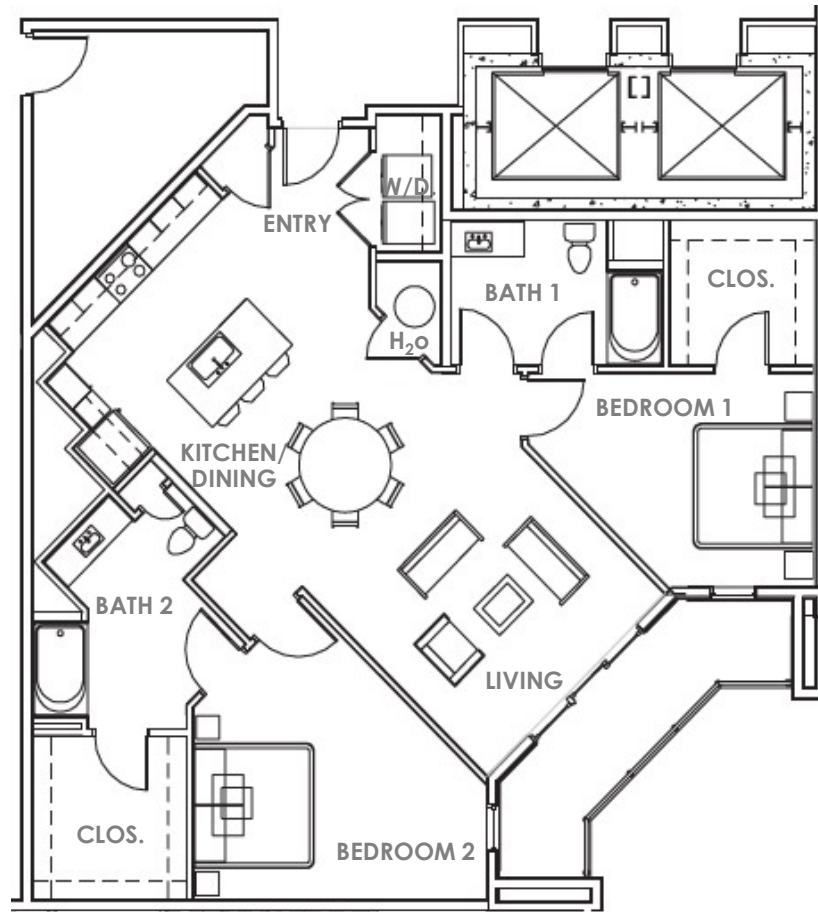 W/D.
ENTRY
BATH 1
CLOS.
H₂O
BEDROOM 1
KITCHEN/
DINING
BATH 2
LIVING
CLOS.
BEDROOM 2